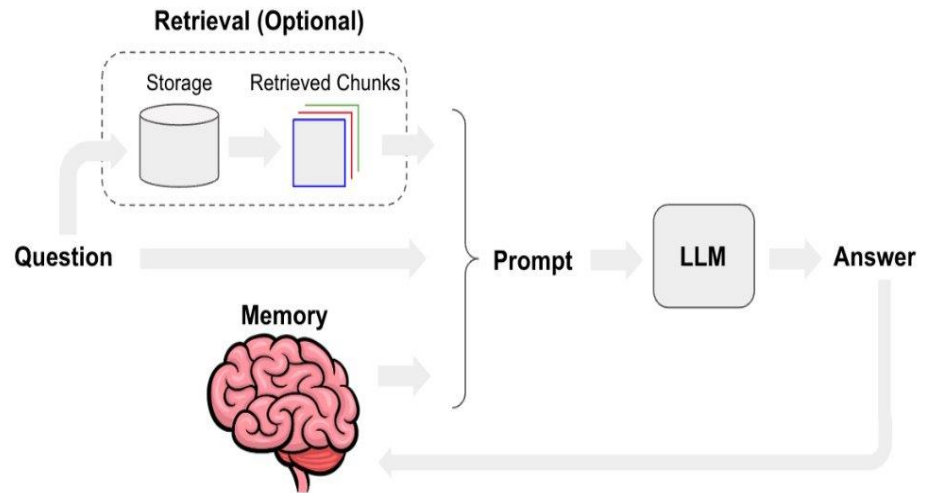 Retrieval (Optional)
Storage
Retrieved Chunks
Question
Prompt
LLM
Answer
Memory